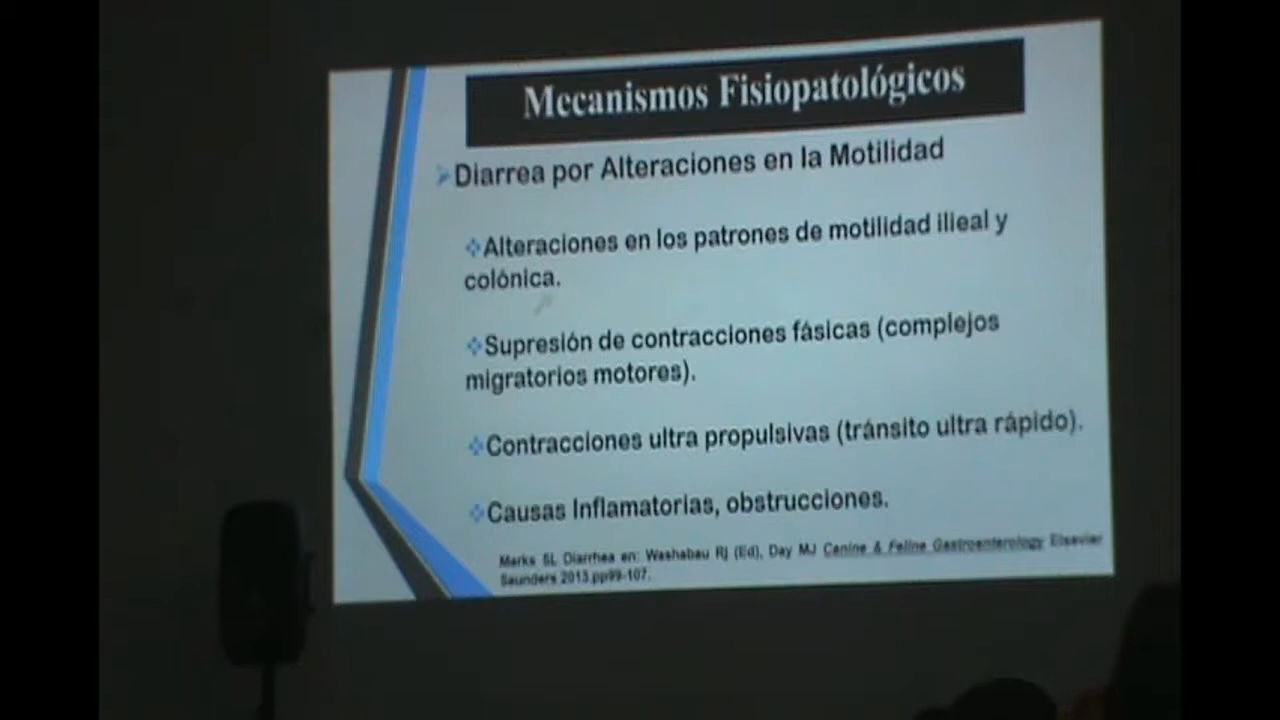 Mecanismos Fisiopatológicos
Diarrea por Alteraciones en la Motilidad
Alteraciones en los patrones de motilidad ilieal y
colónica.
Supresión de contracciones fásicas (complejos
migratorios motores).
Contracciones ultra propulsivas (tránsito ultra rápido).
Causas Inflamatorias, obstrucciones.
Marks SL Diarrhea en: Washabau Rj (Ed), Day MJ Canine & Feline Gastroenterology Elsevier
Saunders 2013.pp99-107.